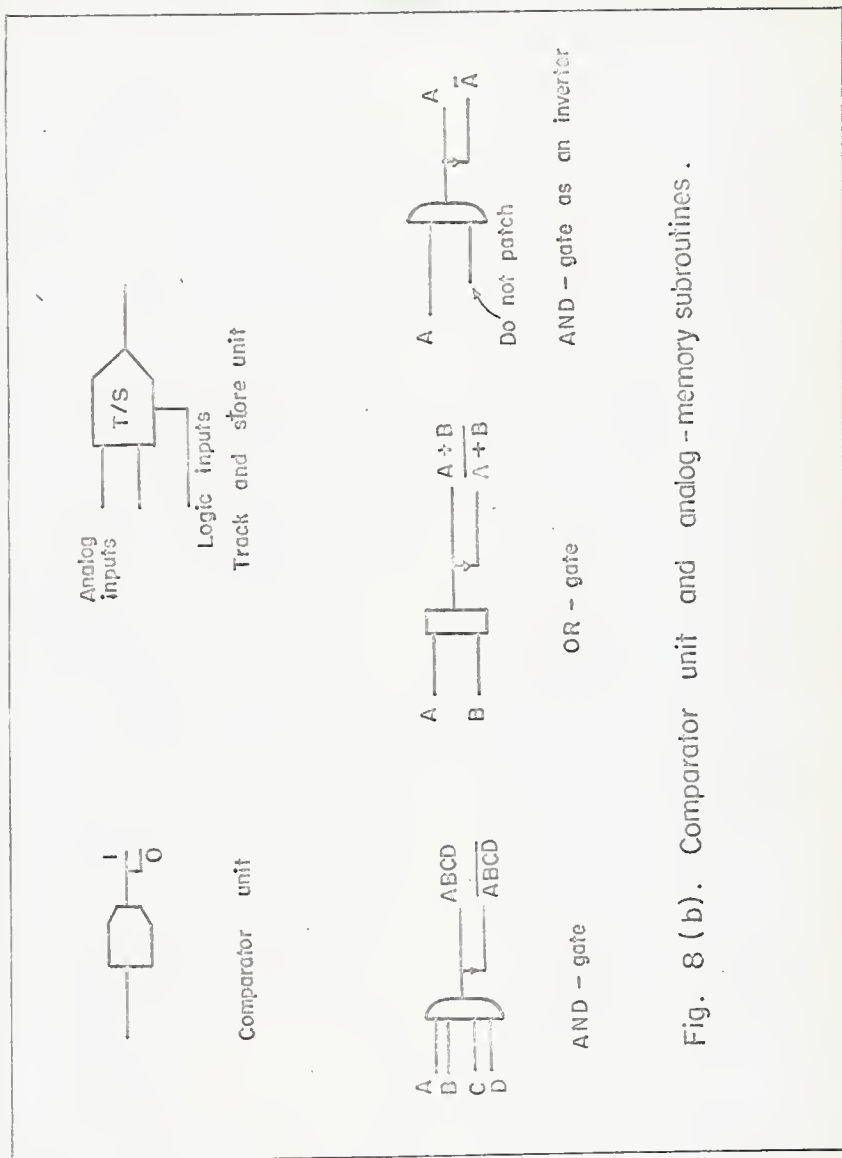 1
0
Comparator unit
Analog
inputs
T/S
Logic inputs
Track and store unit
A
B
C
D
ABCD
A̅B̅C̅D̅
AND - gate
A
B
A + B
A̅ ̅+̅ ̅B̅
OR - gate
A
Do not patch
A
A̅
AND - gate as an inverter
Fig. 8 (b). Comparator unit and analog - memory subroutines.